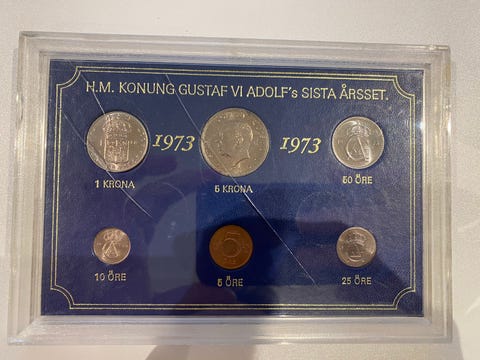 H.M. KONUNG GUSTAF VI ADOLF's SISTA ÅRSSET.
1973 1973
1 KRONA 5 KRONA 50 ÖRE
5
10 ÖRE 5 ÖRE 25 ÖRE